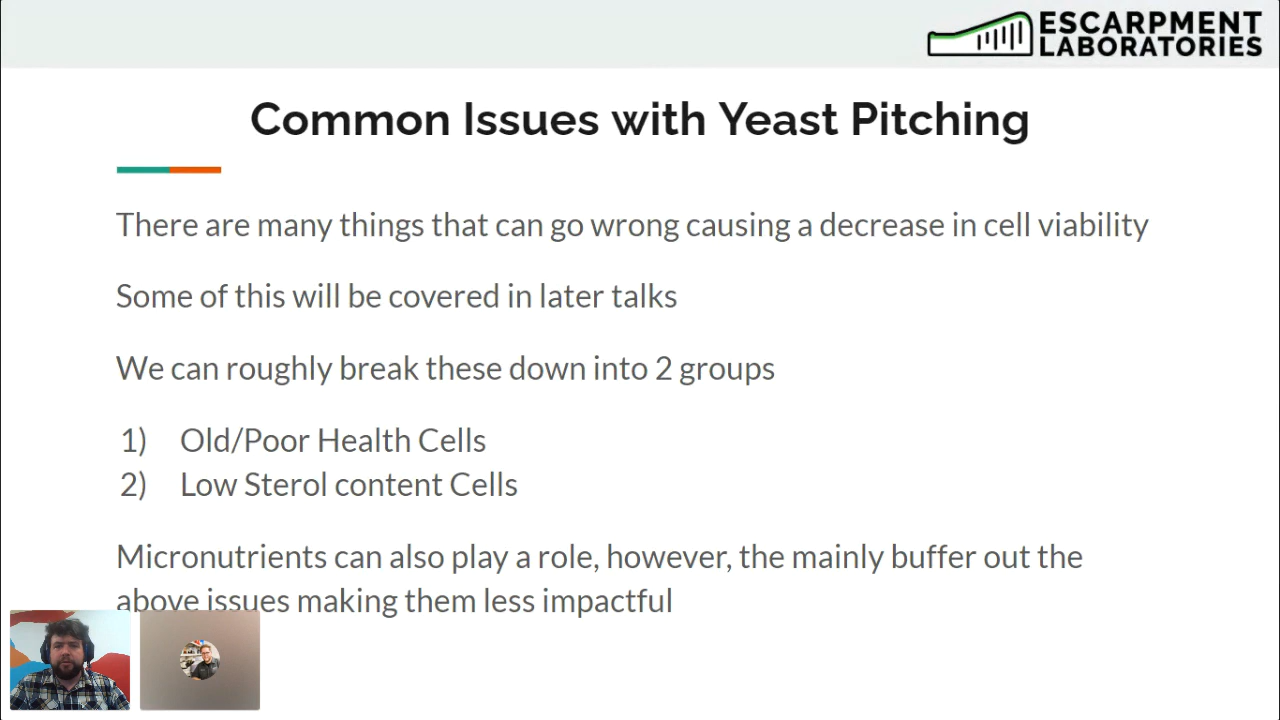 ESCARPMENT
LABORATORIES
Common Issues with Yeast Pitching
There are many things that can go wrong causing a decrease in cell viability
Some of this will be covered in later talks
We can roughly break these down into 2 groups
1) Old/Poor Health Cells
2) Low Sterol content Cells
Micronutrients can also play a role, however, the mainly buffer out the
above issues making them less impactful